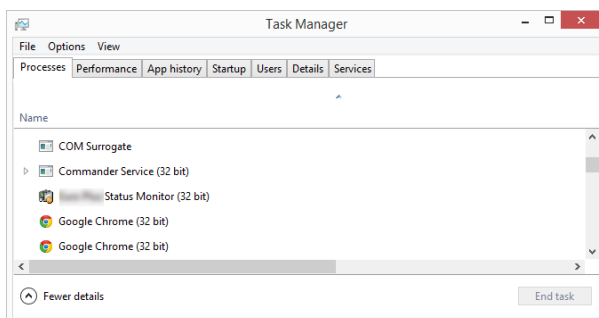 Task Manager
File Options View
Processes Performance App history Startup Users Details Services
Name
COM Surrogate
Commander Service (32 bit)
Status Monitor (32 bit)
Google Chrome (32 bit)
Google Chrome (32 bit)
Fewer details
End task